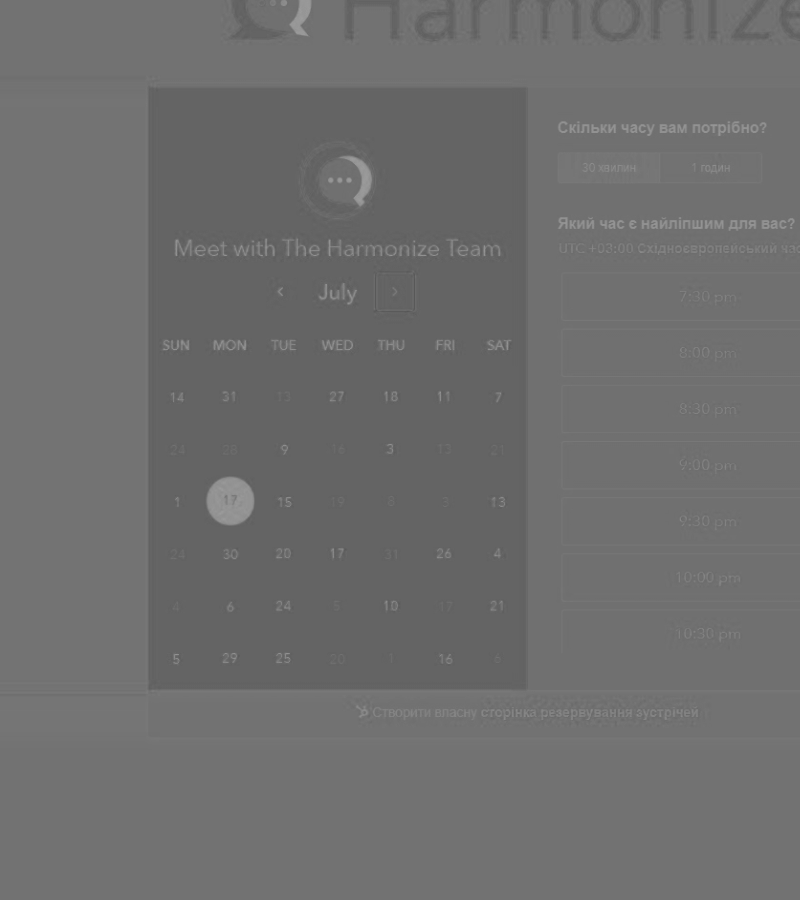 Harmonize
Meet with The Harmonize Team
July
SUN MON TUE WED THU FRI SAT
14 31 13 27 18 11 7
24 28 9 16 3 13 21
1 17 15 19 8 3 13
24 30 20 17 31 26 4
4 6 24 9 10 17 21
5 29 25 20 1 16 6
Скільки часу вам потрібно?
30 хвилин 1 годин
Який час є найліпшим для вас?
UTC +03:00 Східноєвропейський час
7:30 pm
8:00 pm
8:30 pm
9:00 pm
9:30 pm
10:00 pm
10:30 pm
Створити власну сторінка резервування зустрічей